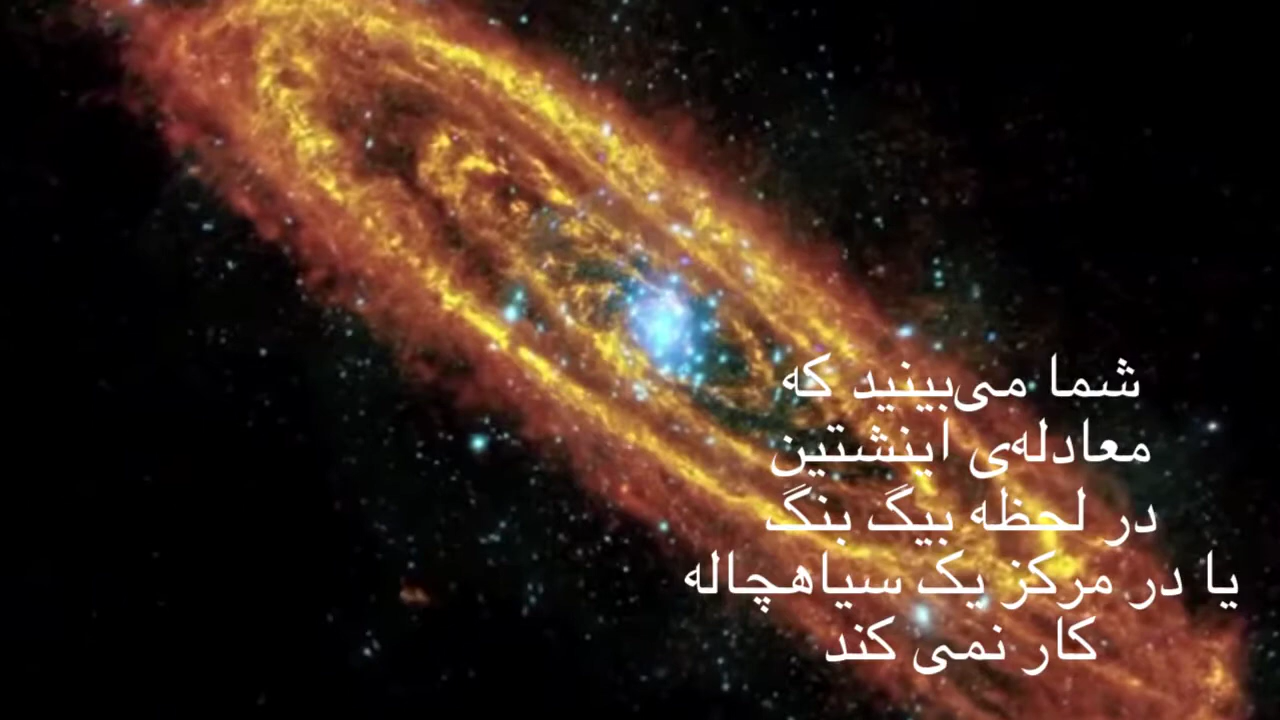 شما می‌بینید که
معادله‌ی اینشتین
در لحظه بیگ بنگ
یا در مرکز یک سیاهچاله
کار نمی کند